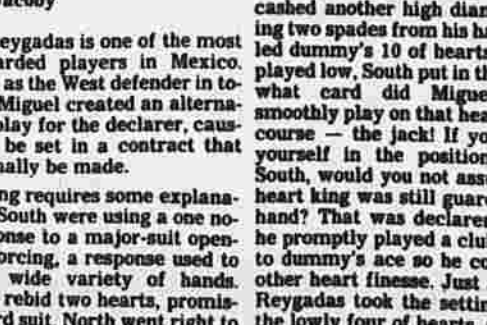 acoby
eygadas is one of the most
arded players in Mexico.
as the West defender in to-
Miguel created an alterna-
play for the declarer, caus-
be set in a contract that
ally be made.
ng requires some explana-
South were using a one no-
onse to a major-suit open-
orcing, a response used to
wide variety of hands.
rebid two hearts, promis-
rd suit. North went right to
cashed another high diam
ing two spades from his ha
led dummy's 10 of hearts
played low, South put in th
what card did Migue
smoothly play on that hea
course — the jack! If yo
yourself in the position
South, would you not ass
heart king was still guar
hand? That was declarer
he promptly played a clu
to dummy's ace so he co
other heart finesse. Just
Reygadas took the settin
the lowly four of hearts